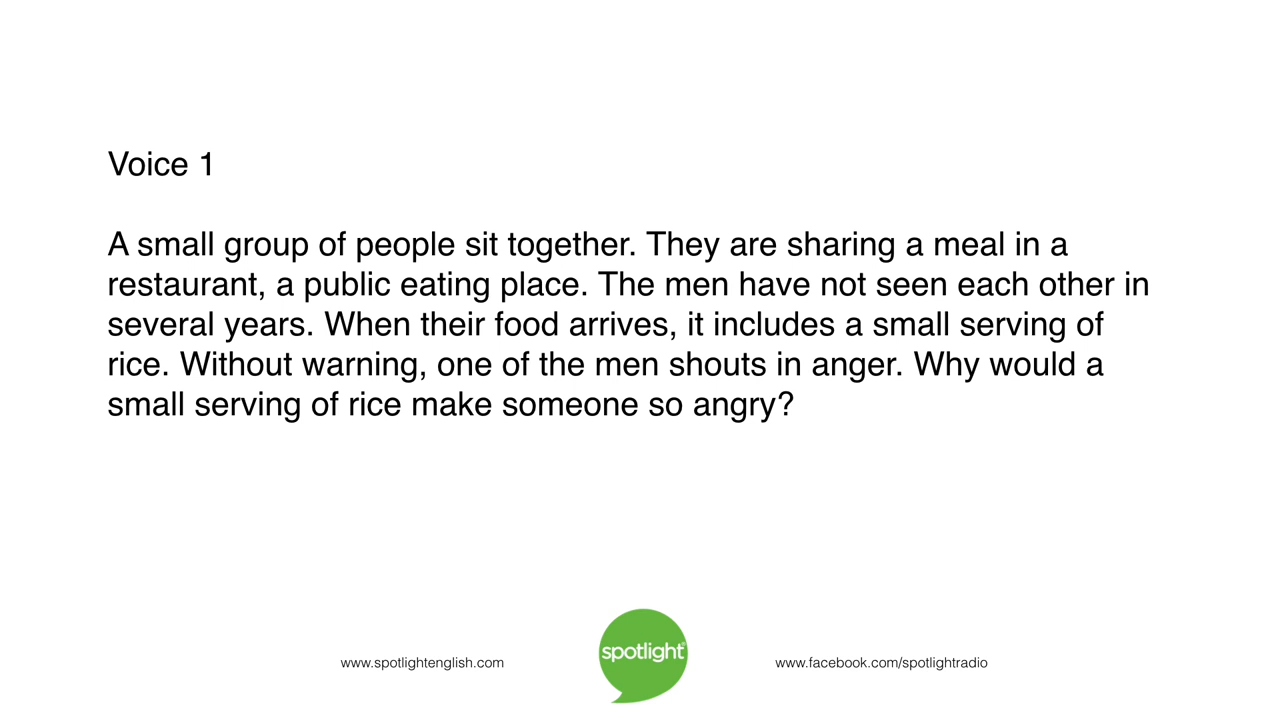 Voice 1
A small group of people sit together. They are sharing a meal in a
restaurant, a public eating place. The men have not seen each other in
several years. When their food arrives, it includes a small serving of
rice. Without warning, one of the men shouts in anger. Why would a
small serving of rice make someone so angry?
www.spotlightenglish.com
spotlight®
www.facebook.com/spotlightradio